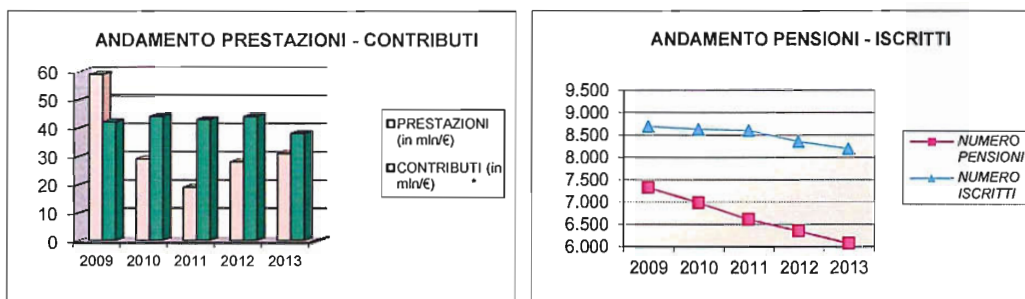 ANDAMENTO PRESTAZIONI - CONTRIBUTI
60
50
40
30
20
10
0
2009 2010 2011 2012 2013
PRESTAZIONI
(in mln/€)
CONTRIBUTI (in
mln/€) *
ANDAMENTO PENSIONI - ISCRITTI
9.500
9.000
8.500
8.000
7.500
7.000
6.500
6.000
2009 2010 2011 2012 2013
NUMERO
PENSIONI
NUMERO
ISCRITTI